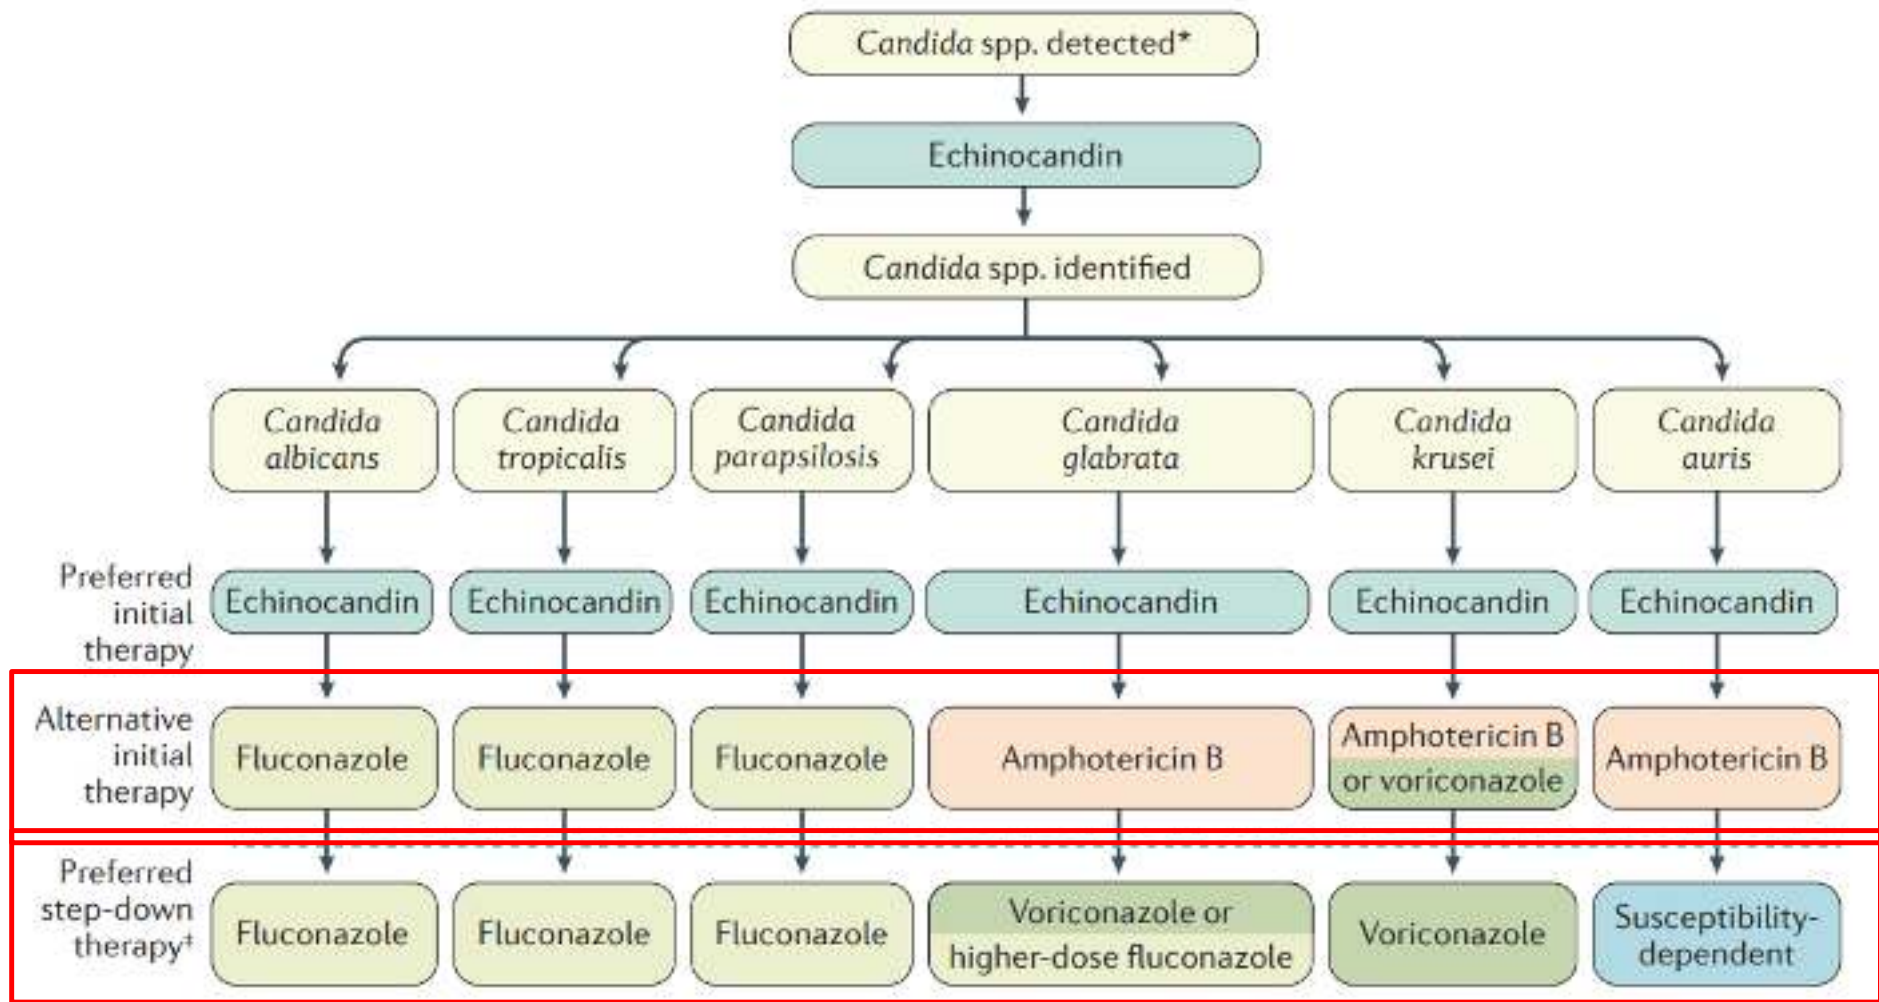 Candida spp. detected*
Echinocandin
Candida spp. identified
Candida
albicans
Candida
tropicalis
Candida
parapsilosis
Candida
glabrata
Candida
krusei
Candida
auris
Preferred
initial
therapy
Echinocandin
Echinocandin
Echinocandin
Echinocandin
Echinocandin
Echinocandin
Alternative
initial
therapy
Fluconazole
Fluconazole
Fluconazole
Amphotericin B
Amphotericin B
or voriconazole
Amphotericin B
Preferred
step-down
therapy‡
Fluconazole
Fluconazole
Fluconazole
Voriconazole or
higher-dose fluconazole
Voriconazole
Susceptibility-
dependent